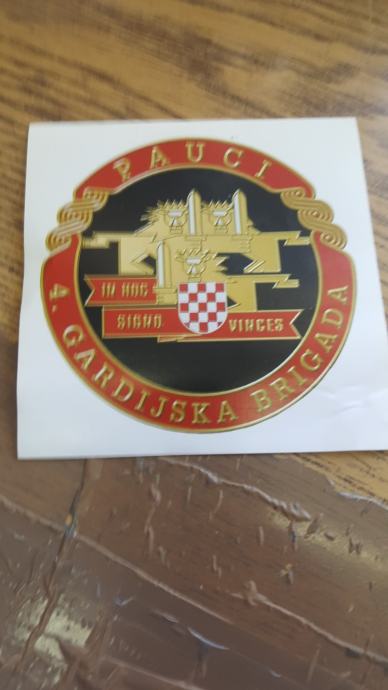 PAUCI
IN HOC
SIGNO VINCES
4. GARDIJSKA BRIGADA